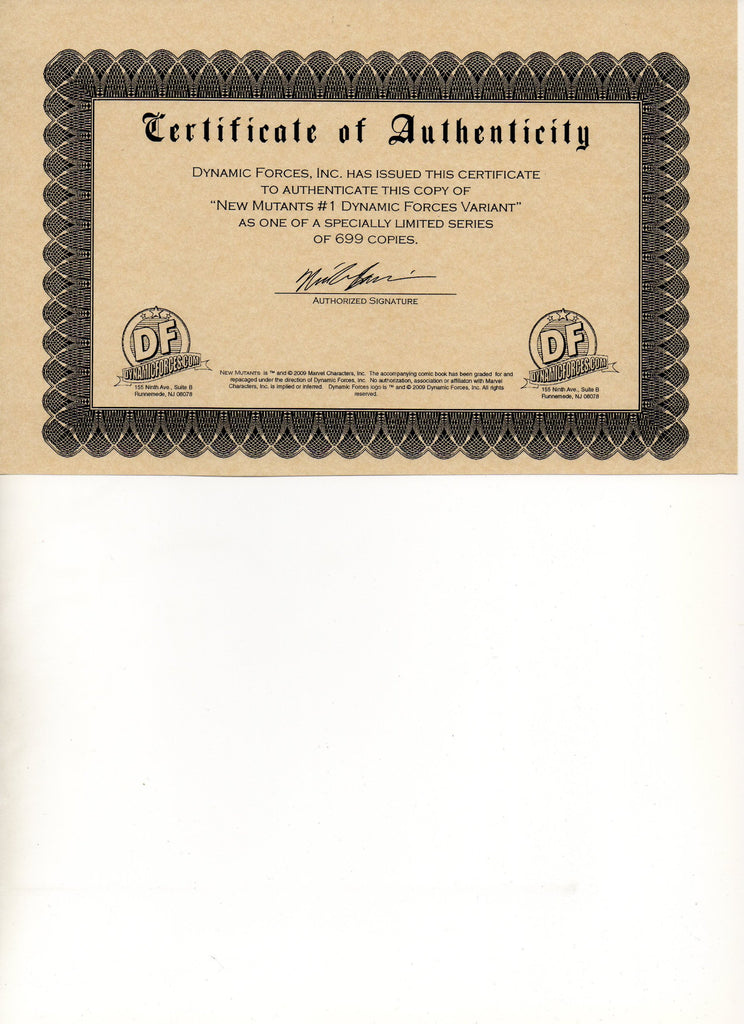 Certificate of Authenticity
DYNAMIC FORCES, INC. HAS ISSUED THIS CERTIFICATE
TO AUTHENTICATE THIS COPY OF
"NEW MUTANTS #1 DYNAMIC FORCES VARIANT"
AS ONE OF A SPECIALLY LIMITED SERIES
OF 699 COPIES.
AUTHORIZED SIGNATURE
DF
DYNAMICFORCES.COM
155 Ninth Ave., Suite B
Runnemede, NJ 08078
NEW MUTANTS is ™ and © 2009 Marvel Characters, Inc. The accompanying comic book has been graded for and
repacaged under the direction of Dynamic Forces, Inc. No authorization, association or affiliation with Marvel
Characters, Inc. is implied or inferred. Dynamic Forces logo is ™ and © 2009 Dynamic Forces, Inc. All rights
reserved.
DF
DYNAMICFORCES.COM
155 Ninth Ave., Suite B
Runnemede, NJ 08078